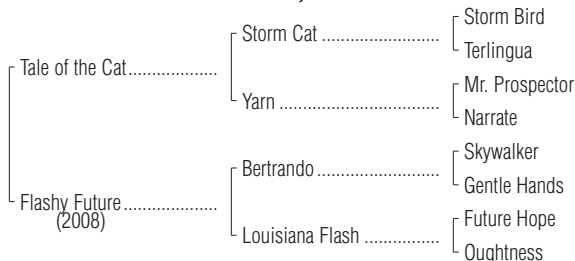 Storm Bird
Storm Cat ........................
Terlingua
Tale of the Cat..................
Mr. Prospector
Yarn ................................
Narrate
Skywalker
Bertrando.........................
Gentle Hands
Flashy Future ...................
(2008)
Future Hope
Louisiana Flash ...............
Oughtness